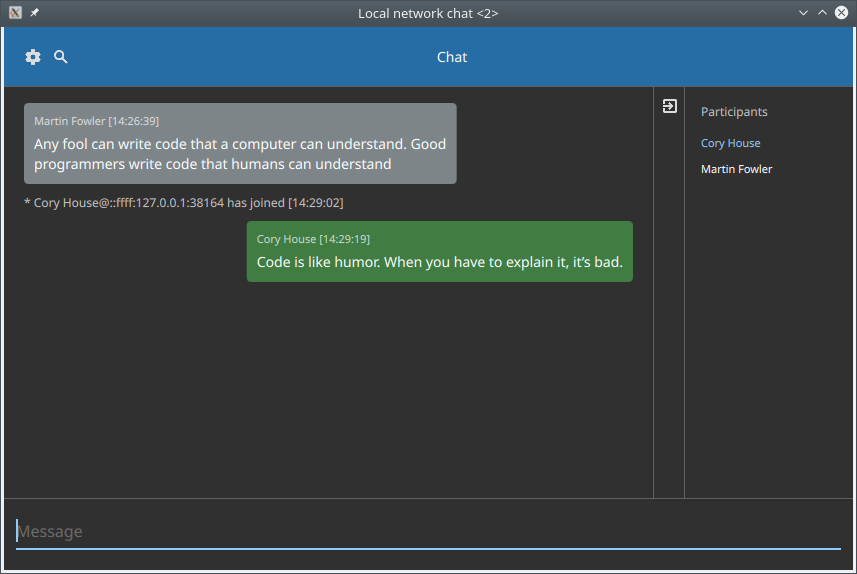 Local network chat <2>
Chat
Martin Fowler [14:26:39]
Any fool can write code that a computer can understand. Good
programmers write code that humans can understand
* Cory House@::ffff:127.0.0.1:38164 has joined [14:29:02]
Cory House [14:29:19]
Code is like humor. When you have to explain it, it’s bad.
Participants
Cory House
Martin Fowler
Message